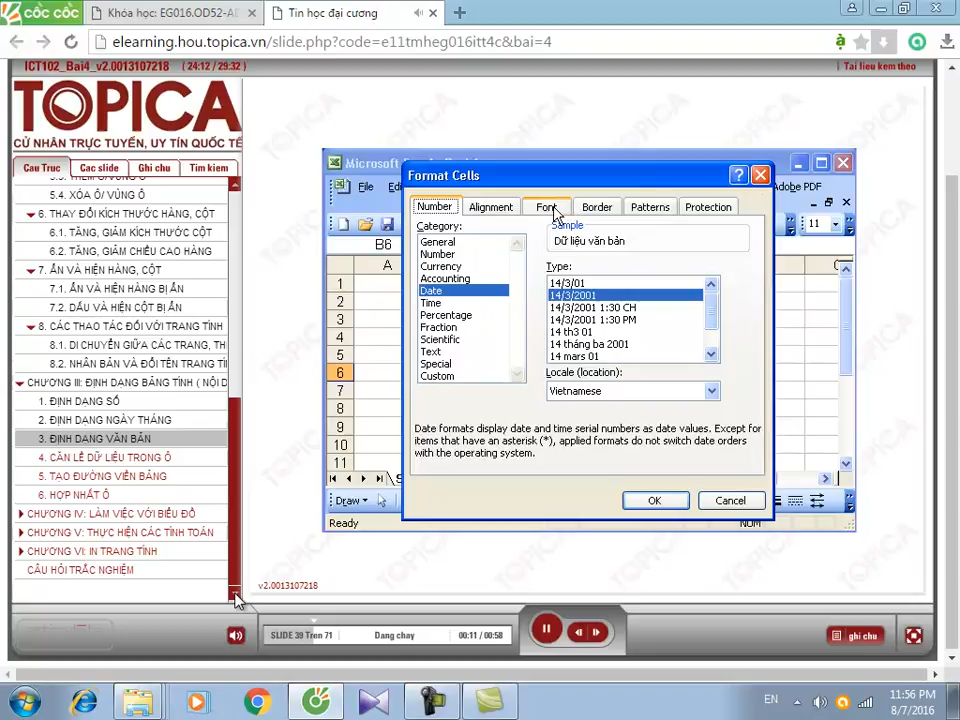 CỐC CỐC
Khóa học: EG016.OD52-AD
Tin học đại cương
elearning.hou.topica.vn/slide.php?code=e11tmheg016itt4c&bai=4
ICT102_Bai4_v2.0013107218 ( 24:12 / 29:32 )
Tai lieu kem theo
TOPICA
CỬ NHÂN TRỰC TUYẾN, UY TÍN QUỐC TẾ
Cau Truc
Cac slide
Ghi chu
Tim kiem
5.4. XÓA Ô/ VÙNG Ô
6. THAY ĐỔI KÍCH THƯỚC HÀNG, CỘT
6.1. TĂNG, GIẢM KÍCH THƯỚC CỘT
6.2. TĂNG, GIẢM CHIỀU CAO HÀNG
7. ẨN VÀ HIỆN HÀNG, CỘT
7.1. ẨN VÀ HIỆN HÀNG BỊ ẨN
7.2. DẤU VÀ HIỆN CỘT BỊ ẨN
8. CÁC THAO TÁC ĐỐI VỚI TRANG TÍNH
8.1. DI CHUYỂN GIỮA CÁC TRANG, TH
8.2. NHÂN BẢN VÀ ĐỔI TÊN TRANG TÍNH
CHƯƠNG III: ĐỊNH DẠNG BẢNG TÍNH ( NỘI D
1. ĐỊNH DẠNG SỐ
2. ĐỊNH DẠNG NGÀY THÁNG
3. ĐỊNH DẠNG VĂN BẢN
4. CĂN LỀ DỮ LIỆU TRONG Ô
5. TẠO ĐƯỜNG VIỀN BẢNG
6. HỢP NHẤT Ô
CHƯƠNG IV: LÀM VIỆC VỚI BIỂU ĐỒ
CHƯƠNG V: THỰC HIỆN CÁC TÍNH TOÁN
CHƯƠNG VI: IN TRANG TÍNH
CÂU HỎI TRẮC NGHIỆM
Microsoft
File
Adobe PDF
11
B6
A
1
2
3
4
5
6
7
8
9
10
11
Draw
Ready
NUM
Format Cells
Number
Alignment
Font
Border
Patterns
Protection
Category:
General
Number
Currency
Accounting
Date
Time
Percentage
Fraction
Scientific
Text
Special
Custom
Sample
Dữ liệu văn bản
Type:
14/3/01
14/3/2001
14/3/2001 1:30 CH
14/3/2001 1:30 PM
14 th3 01
14 tháng ba 2001
14 mars 01
Locale (location):
Vietnamese
Date formats display date and time serial numbers as date values. Except for
items that have an asterisk (*), applied formats do not switch date orders
with the operating system.
OK
Cancel
v2.0013107218
SLIDE 39 Tren 71
Dang chay
00:11 / 00:58
ghi chu
EN
11:56 PM
8/7/2016